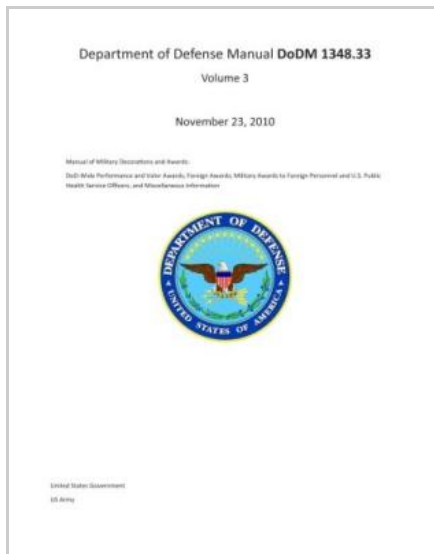 Department of Defense Manual DoDM 1348.33
Volume 3
November 23, 2010
Manual of Military Decorations and Awards:
DoD-Wide Performance and Valor Awards, Foreign Awards, Military Awards to Foreign Personnel and U.S. Public
Health Service Officers, and Miscellaneous Information
DEPARTMENT OF DEFENSE
UNITED STATES OF AMERICA
United States Government
US Army